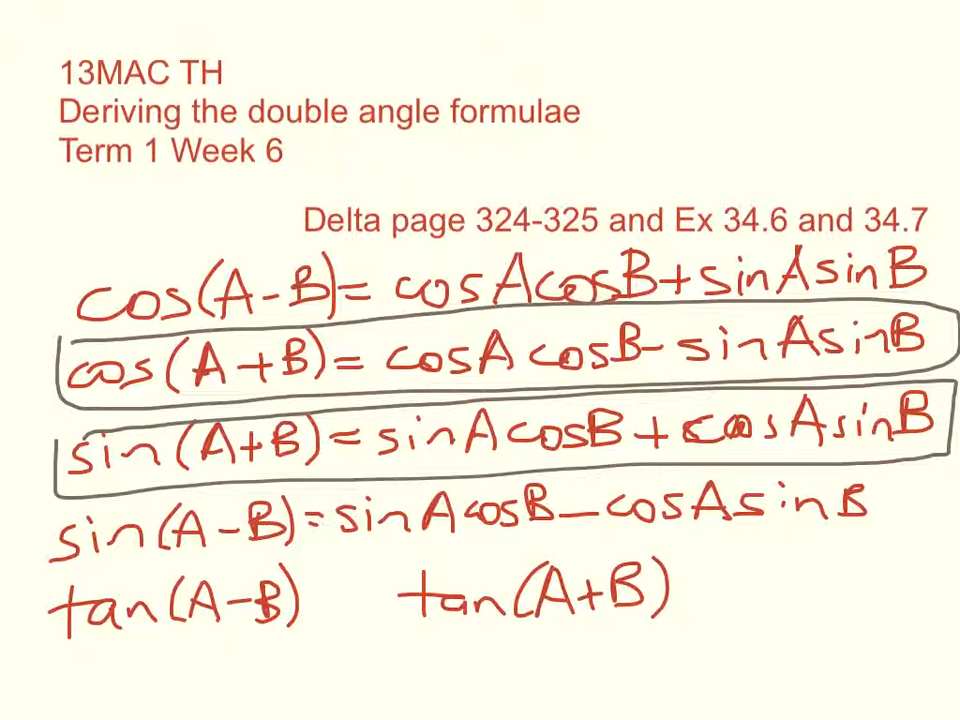 13MAC TH
Deriving the double angle formulae
Term 1 Week 6
Delta page 324-325 and Ex 34.6 and 34.7
cos(A-B)= cosAcosB+sinAsinB
cos(A+B)= cosAcosB-sinAsinB
sin(A+B)=sinAcosB+cosAsinB
sin(A-B)=sinAcosB-cosAsinB
tan(A-B) tan(A+B)